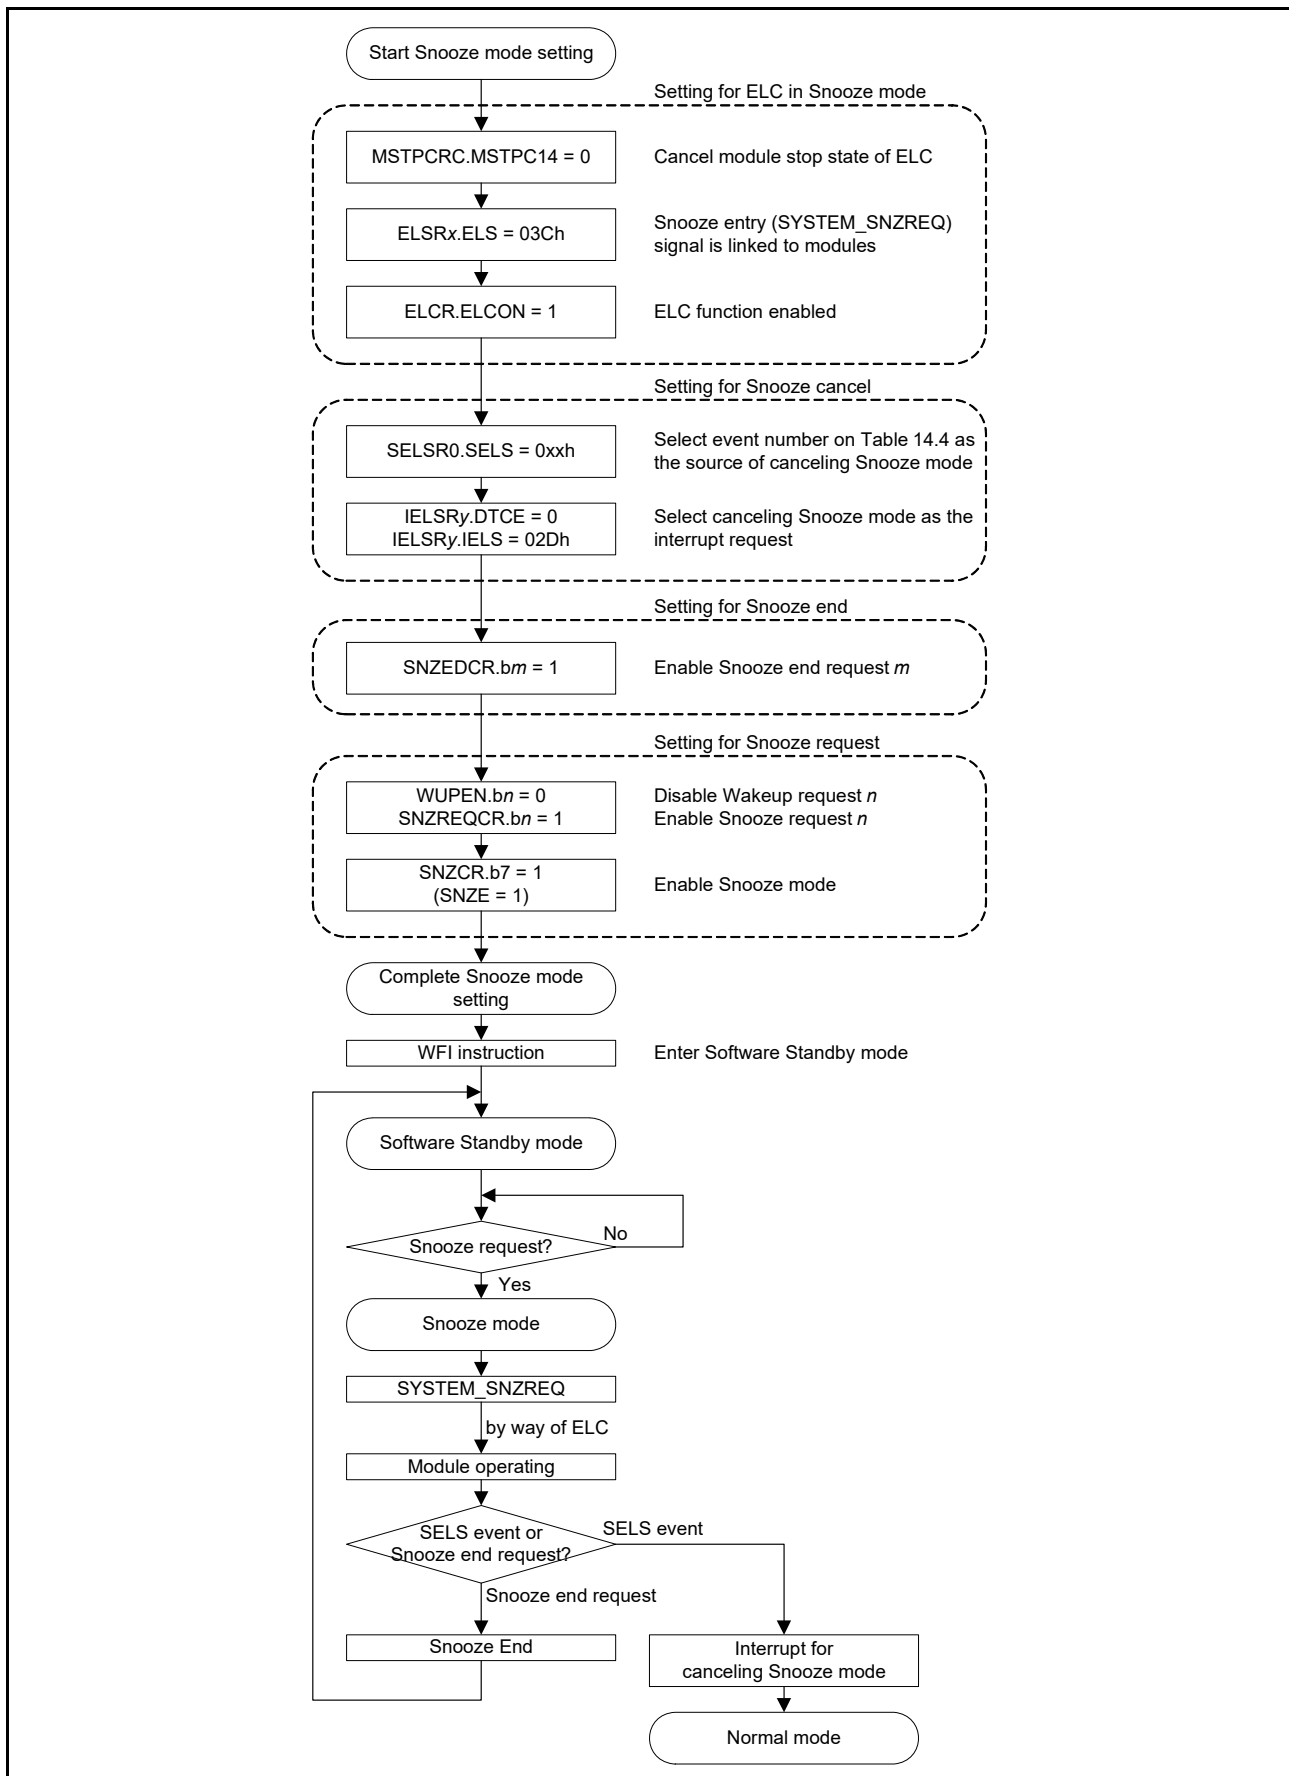 Start Snooze mode setting
Setting for ELC in Snooze mode
MSTPCRC.MSTPC14 = 0
Cancel module stop state of ELC
ELSRx.ELS = 03Ch
Snooze entry (SYSTEM_SNZREQ)
signal is linked to modules
ELCR.ELCON = 1
ELC function enabled
Setting for Snooze cancel
SELSR0.SELS = 0xxh
Select event number on Table 14.4 as
the source of canceling Snooze mode
IELSRy.DTCE = 0
IELSRy.IELS = 02Dh
Select canceling Snooze mode as the
interrupt request
Setting for Snooze end
SNZEDCR.bm = 1
Enable Snooze end request m
Setting for Snooze request
WUPEN.bn = 0
SNZREQCR.bn = 1
Disable Wakeup request n
Enable Snooze request n
SNZCR.b7 = 1
(SNZE = 1)
Enable Snooze mode
Complete Snooze mode
setting
WFI instruction
Enter Software Standby mode
Software Standby mode
Snooze request?
No
Yes
Snooze mode
SYSTEM_SNZREQ
by way of ELC
Module operating
SELS event or
Snooze end request?
SELS event
Snooze end request
Snooze End
Interrupt for
canceling Snooze mode
Normal mode